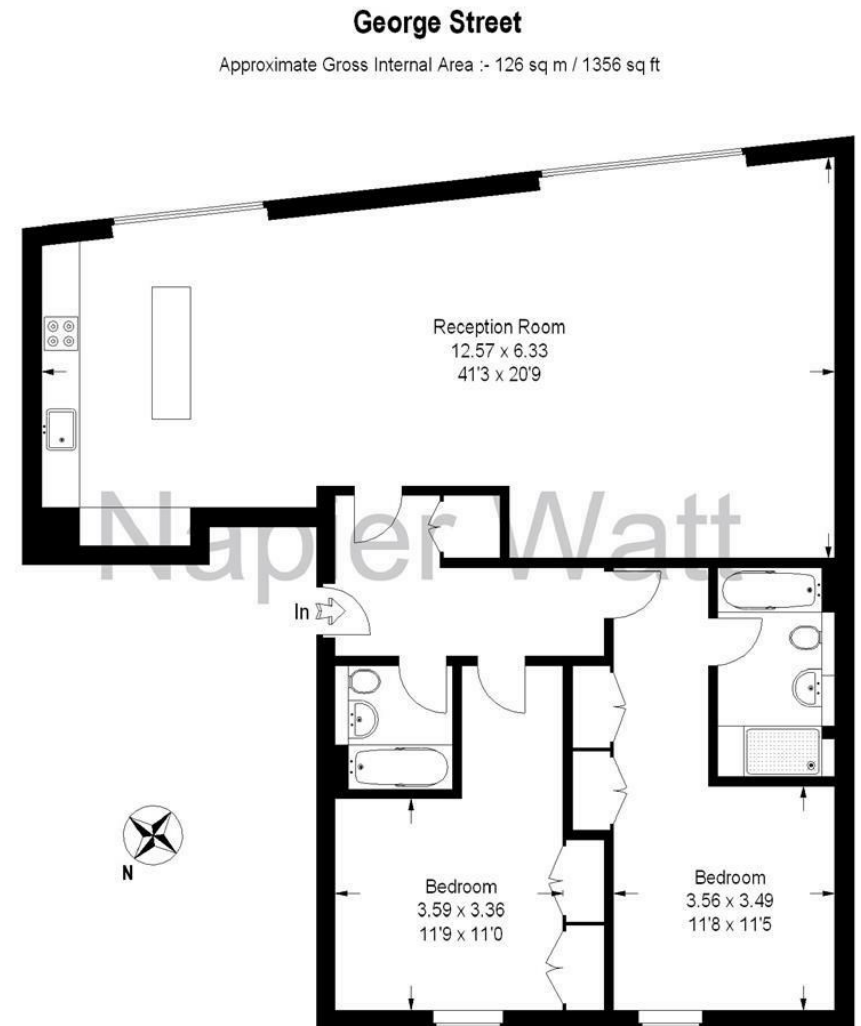 George Street
Approximate Gross Internal Area :- 126 sq m / 1356 sq ft
Reception Room
12.57 x 6.33
41'3 x 20'9
Napier Watt
In
N
Bedroom
3.59 x 3.36
11'9 x 11'0
Bedroom
3.56 x 3.49
11'8 x 11'5